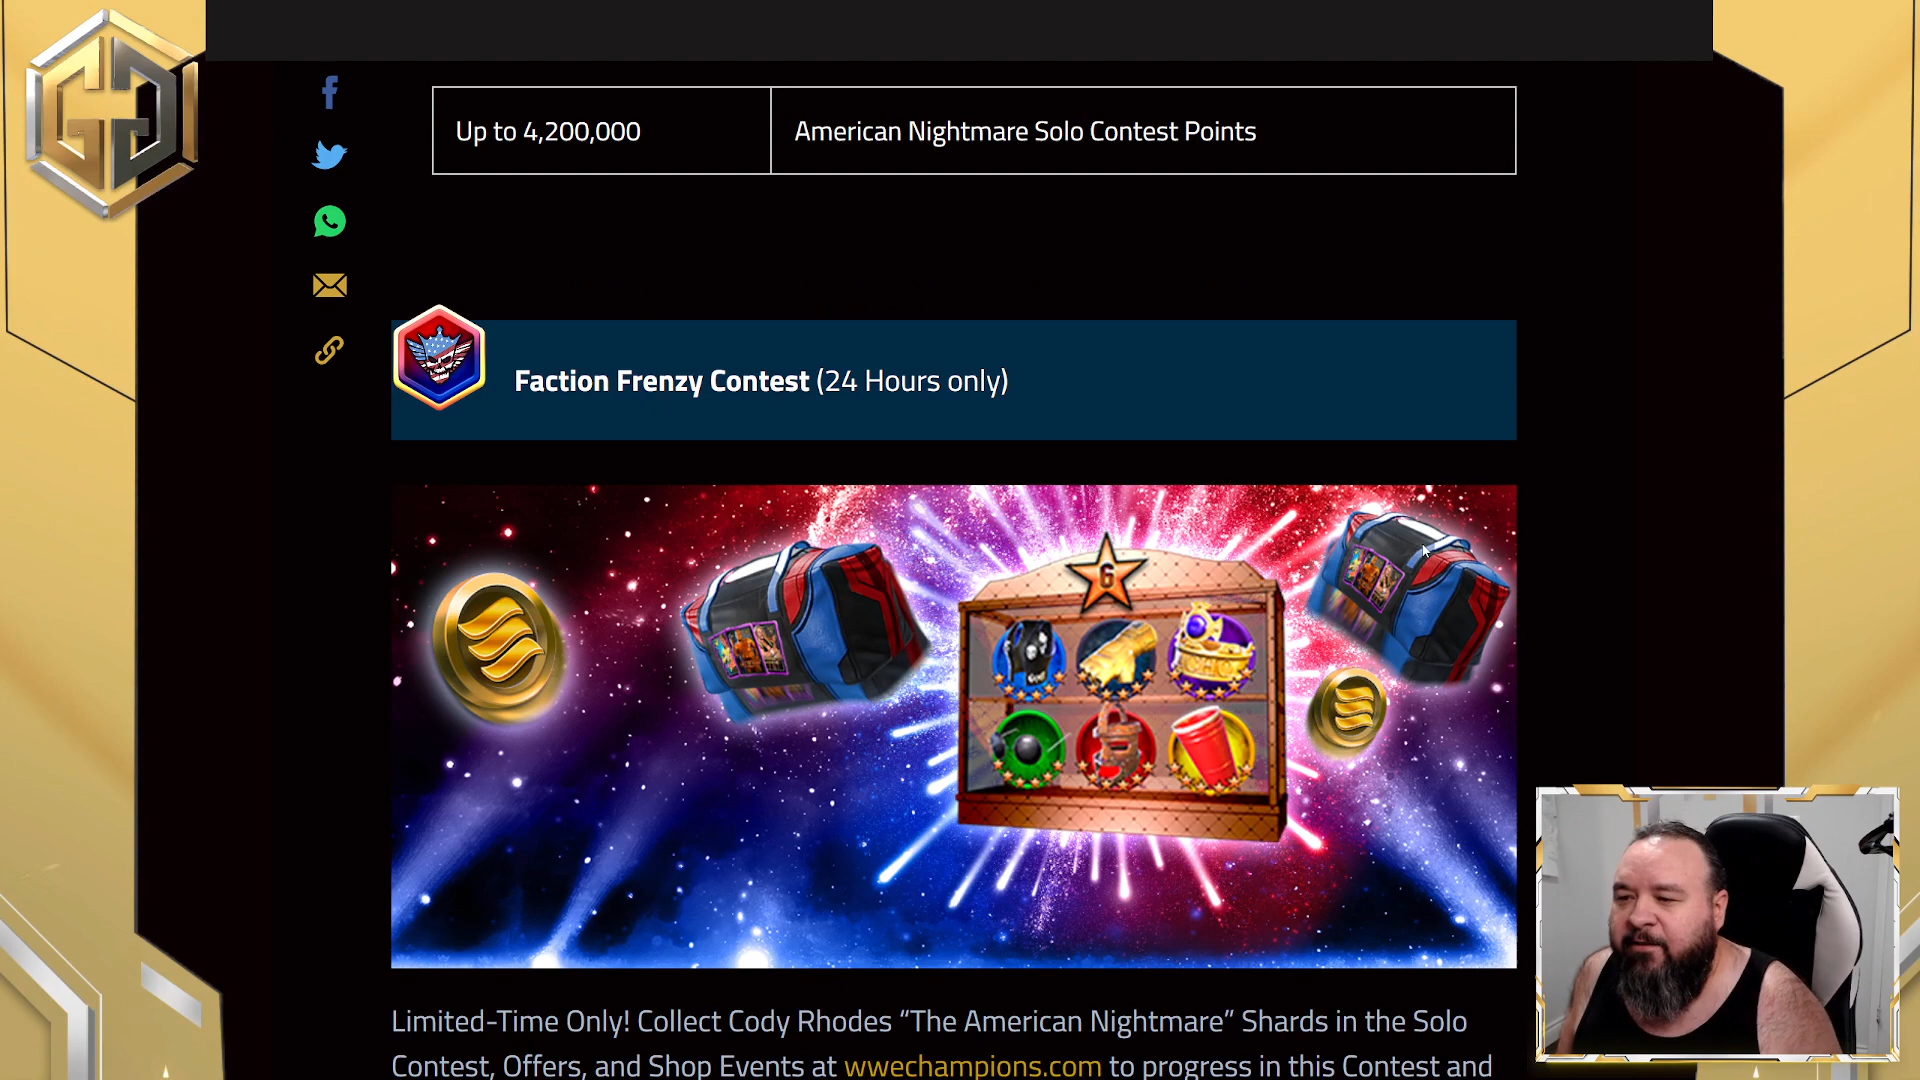 Up to 4,200,000
American Nightmare Solo Contest Points
Faction Frenzy Contest (24 Hours only)
6
Limited-Time Only! Collect Cody Rhodes “The American Nightmare” Shards in the Solo
Contest, Offers, and Shop Events at wwechampions.com to progress in this Contest and